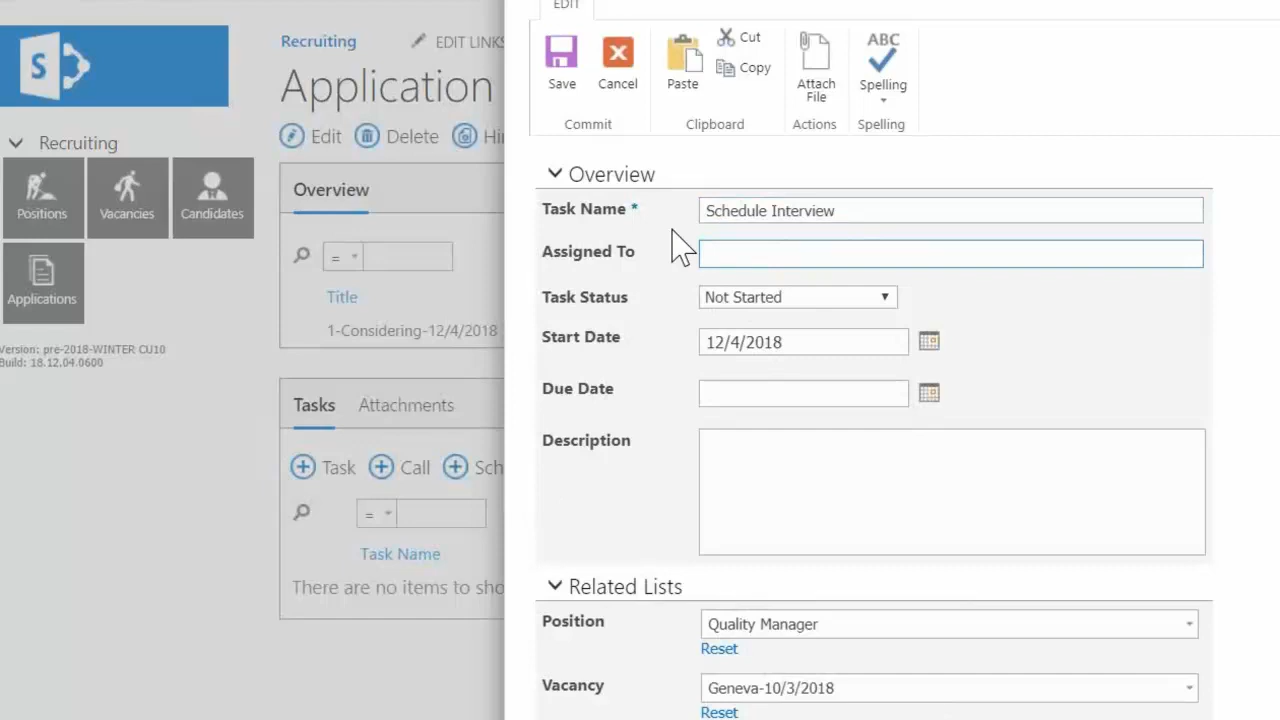 S
Recruiting
EDIT LINKS
Application
Edit
Delete
Recruiting
Positions
Vacancies
Candidates
Applications
Version: pre-2018-WINTER CU10
Build: 18.12.04.0600
Overview
=
Title
1-Considering-12/4/2018
Tasks
Attachments
Task
Call
=
Task Name
There are no items to
EDIT
Save
Cancel
Paste
Cut
Copy
Attach
File
ABC
Spelling
Commit
Clipboard
Actions
Spelling
Overview
Task Name *
Schedule Interview
Assigned To
Task Status
Not Started
Start Date
12/4/2018
Due Date
Description
Related Lists
Position
Quality Manager
Reset
Vacancy
Geneva-10/3/2018
Reset